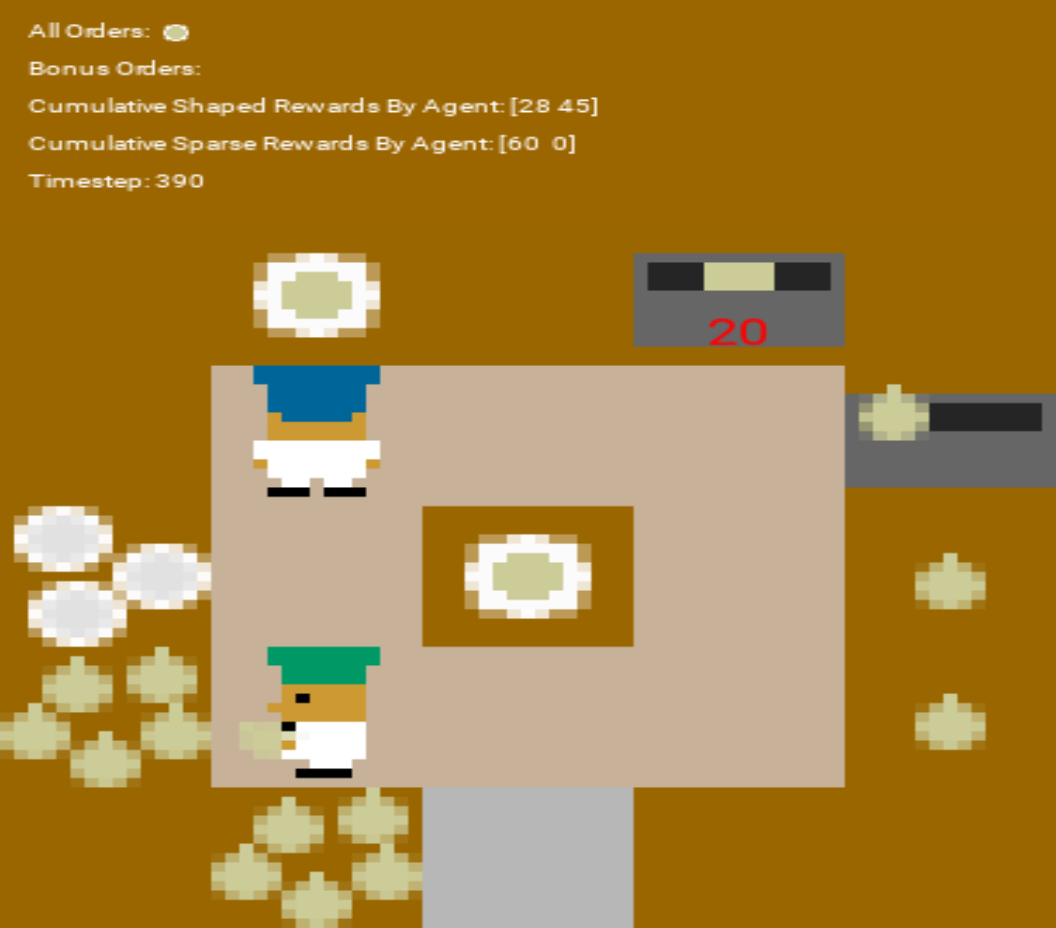 All Orders:
Bonus Orders:
Cumulative Shaped Rewards By Agent: [28 45]
Cumulative Sparse Rewards By Agent: [60  0]
Timestep: 390
20